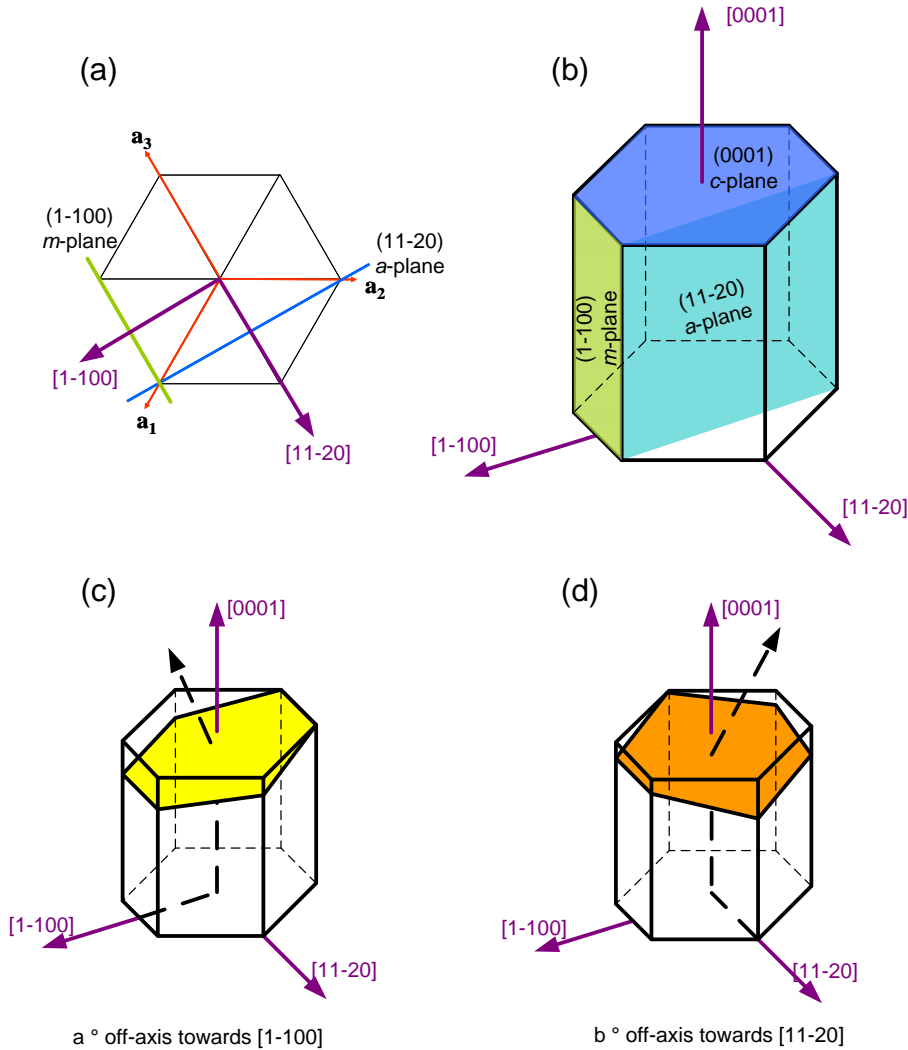 (a)
a3
(1-100)
m-plane
(11-20)
a-plane
a2
[1-100]
a1
[11-20]
(b)
[0001]
(0001)
c-plane
(1-100)
m-plane
(11-20)
a-plane
[1-100]
[11-20]
(c)
[0001]
[1-100]
[11-20]
a ° off-axis towards [1-100]
(d)
[0001]
[1-100]
[11-20]
b ° off-axis towards [11-20]